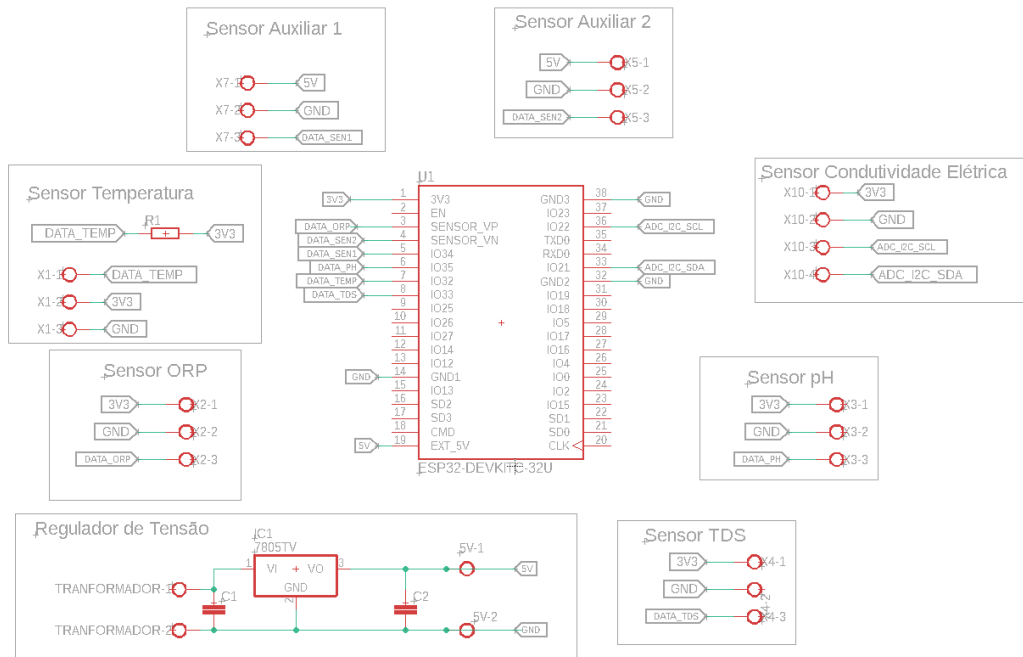 Sensor Auxiliar 1
X7-1 5V
X7-2 GND
X7-3 DATA_SEN1
Sensor Auxiliar 2
5V X5-1
GND X5-2
DATA_SEN2 X5-3
Sensor Temperatura
R1
DATA_TEMP 3V3
X1-1 DATA_TEMP
X1-2 3V3
X1-3 GND
U1
3V3 1 3V3 GND3 38 GND
2 EN IO23 37
DATA_ORP 3 SENSOR_VP IO22 36 ADC_I2C_SCL
DATA_SEN2 4 SENSOR_VN TXD0 35
DATA_SEN1 5 IO34 RXD0 34
DATA_PH 6 IO35 IO21 33 ADC_I2C_SDA
DATA_TEMP 7 IO32 GND2 32 GND
DATA_TDS 8 IO33 IO19 31
9 IO25 IO18 30
10 IO26 IO5 29
11 IO27 IO17 28
12 IO14 IO16 27
13 IO12 IO4 26
GND 14 GND1 IO0 25
15 IO13 IO2 24
16 SD2 IO15 23
17 SD3 SD1 22
18 CMD SD0 21
5V 19 EXT_5V CLK 20
ESP32-DEVKITC-32U
Sensor Condutividade Elétrica
X10-1 3V3
X10-2 GND
X10-3 ADC_I2C_SCL
X10-4 ADC_I2C_SDA
Sensor ORP
3V3 X2-1
GND X2-2
DATA_ORP X2-3
Sensor pH
3V3 X3-1
GND X3-2
DATA_PH X3-3
Regulador de Tensão
IC1
7805TV
1 VI VO 3
GND
2
5V-1 5V
TRANFORMADOR-1
C1 C2
TRANFORMADOR-2
5V-2 GND
Sensor TDS
3V3 X4-1
GND X4-2
DATA_TDS X4-3